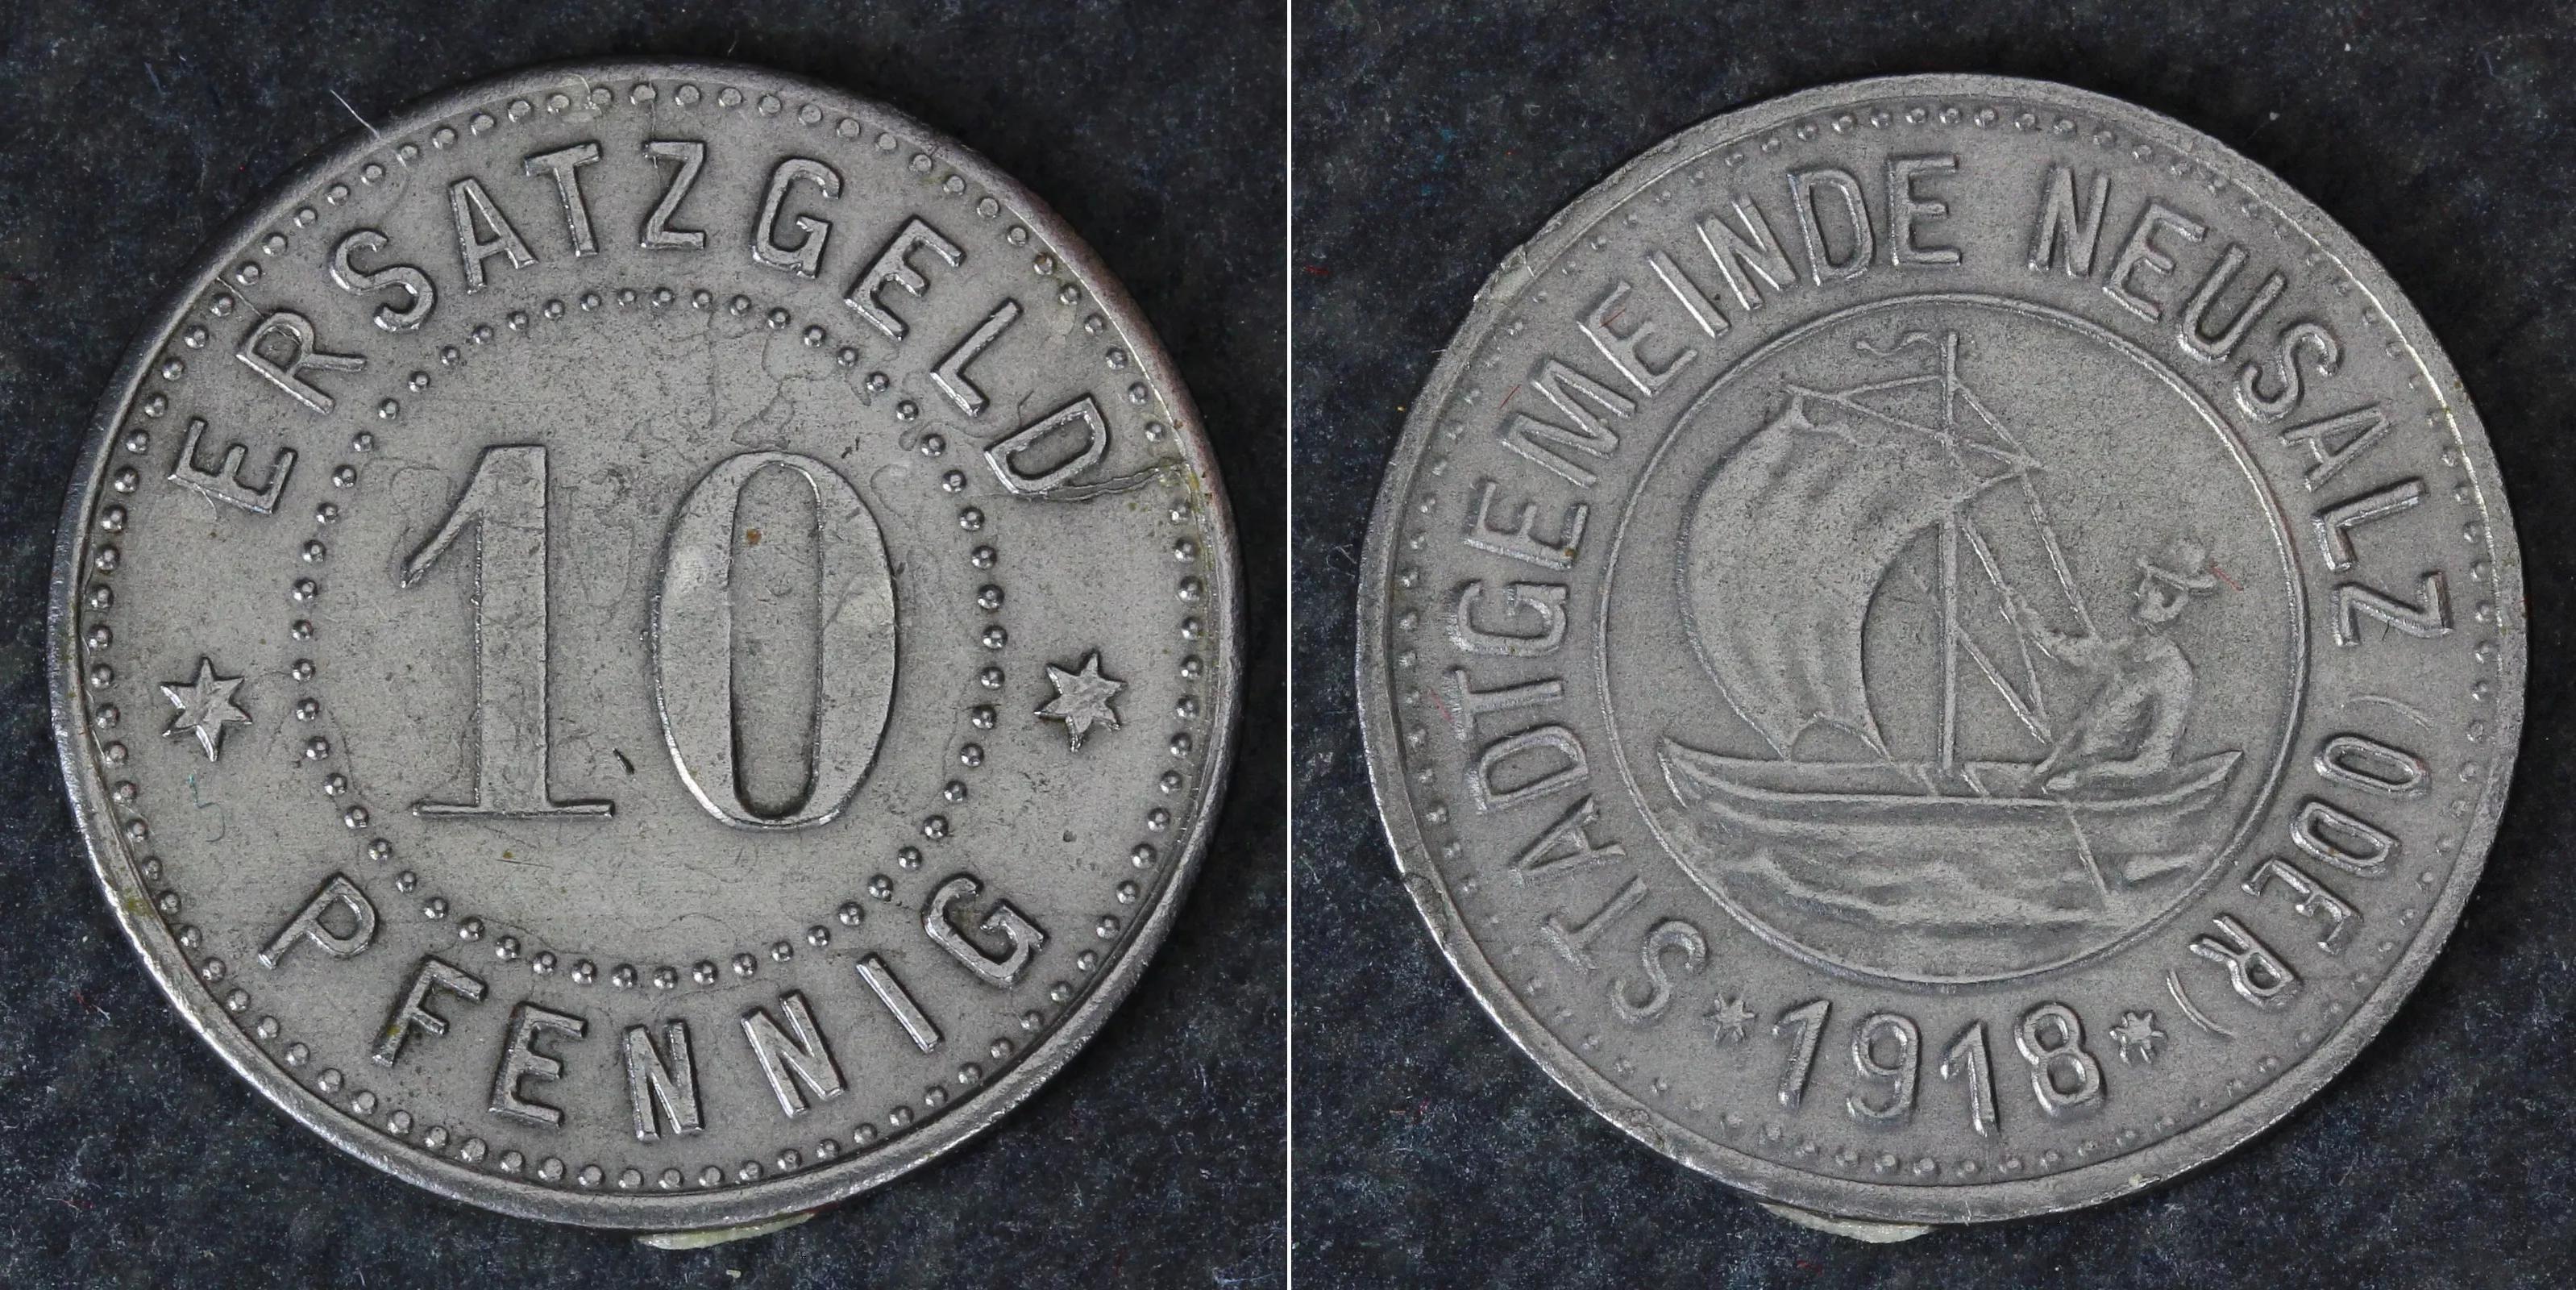 ERSATZGELD
10
PFENNIG
STADTGEMEINDE NEUSALZ (ODER)
* 1918 *